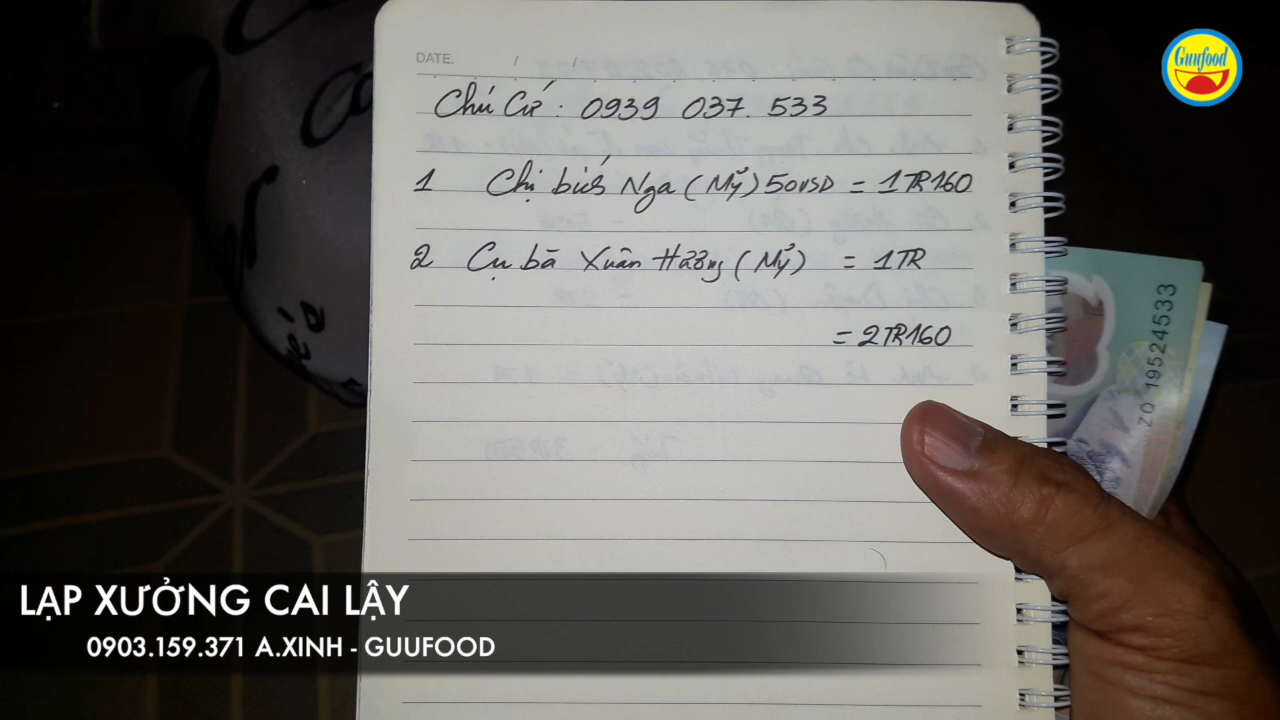 Guufood
DATE. / /
Chú Cứ : 0939 037. 533
1 Chị bích Nga (Mỹ) 50USD = 1TR160
2 Cụ bà Xuân Hương (Mỹ) = 1TR
= 2TR160
ZO 19524533
LẠP XƯỞNG CAI LẬY
0903.159.371 A.XINH - GUUFOOD